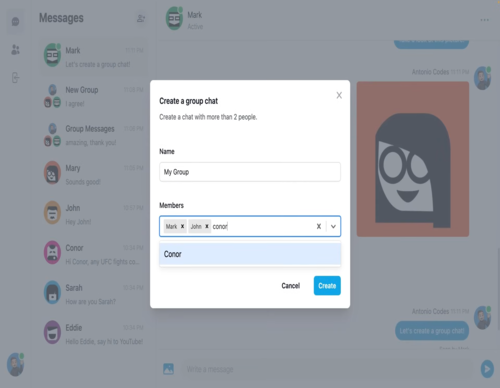 Messages
Mark
Let's create a group chat!
New Group
I agree!
Group Messages
amazing, thank you!
Mary
Sounds good!
John
Hey John!
Conor
Hi Conor, any UFC fights co...
Sarah
How are you Sarah?
Eddie
Hello Eddie, say hi to YouTube!
Mark
Active
Antonio Codes
Create a group chat
X
Create a chat with more than 2 people.
Name
My Group
Members
Mark x John x conor
X
Conor
Cancel
Create
Antonio Codes
Let's create a group chat!
Write a message